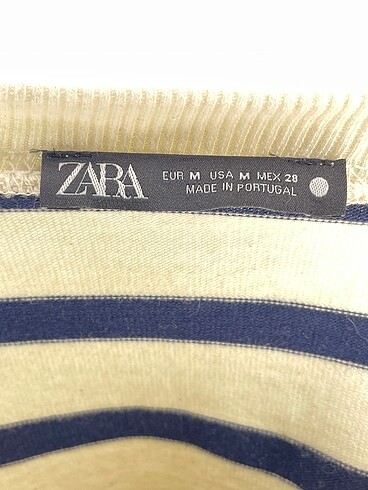 ZARA
EUR M USA M MEX 28
MADE IN PORTUGAL